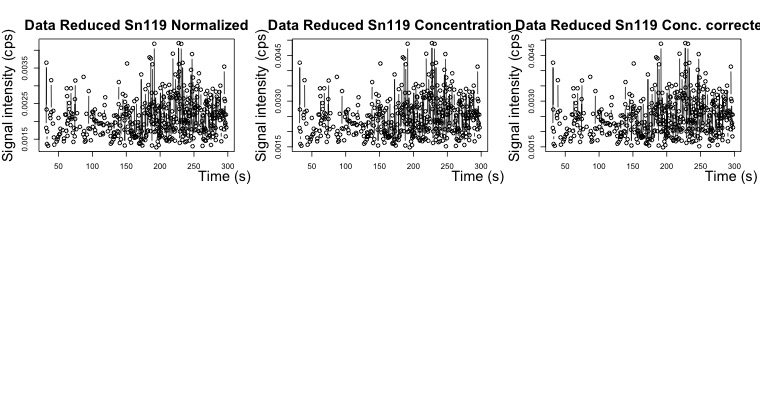 Data Reduced Sn119 Normalized
Signal intensity (cps)
0.0015 0.0025 0.0035
50 100 150 200 250 300
Time (s)
Data Reduced Sn119 Concentration
Signal intensity (cps)
0.0015 0.0030 0.0045
50 100 150 200 250 300
Time (s)
Data Reduced Sn119 Conc. correcte
Signal intensity (cps)
0.0015 0.0030 0.0045
50 100 150 200 250 300
Time (s)